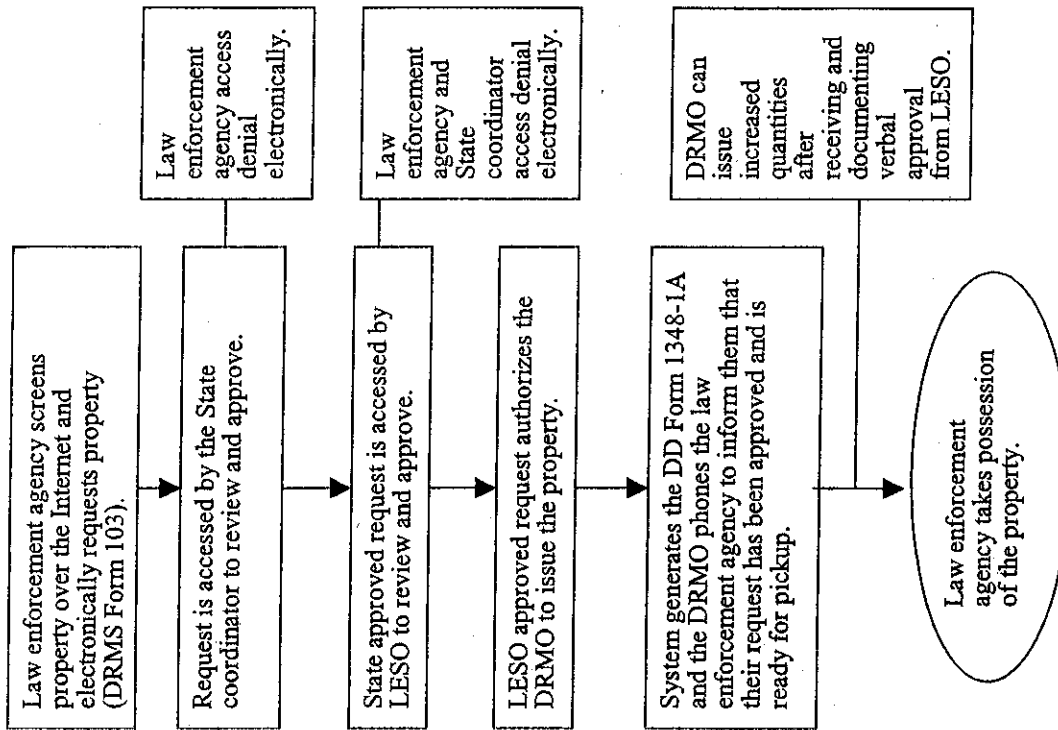 Law enforcement agency screens
property over the Internet and
electronically requests property
(DRMS Form 103).
Request is accessed by the State
coordinator to review and approve.
Law
enforcement
agency access
denial
electronically.
State approved request is accessed by
LESO to review and approve.
Law
enforcement
agency and
State
coordinator
access denial
electronically.
LESO approved request authorizes the
DRMO to issue the property.
System generates the DD Form 1348-1A
and the DRMO phones the law
enforcement agency to inform them that
their request has been approved and is
ready for pickup.
DRMO can
issue
increased
quantities
after
receiving and
documenting
verbal
approval
from LESO.
Law enforcement
agency takes possession
of the property.